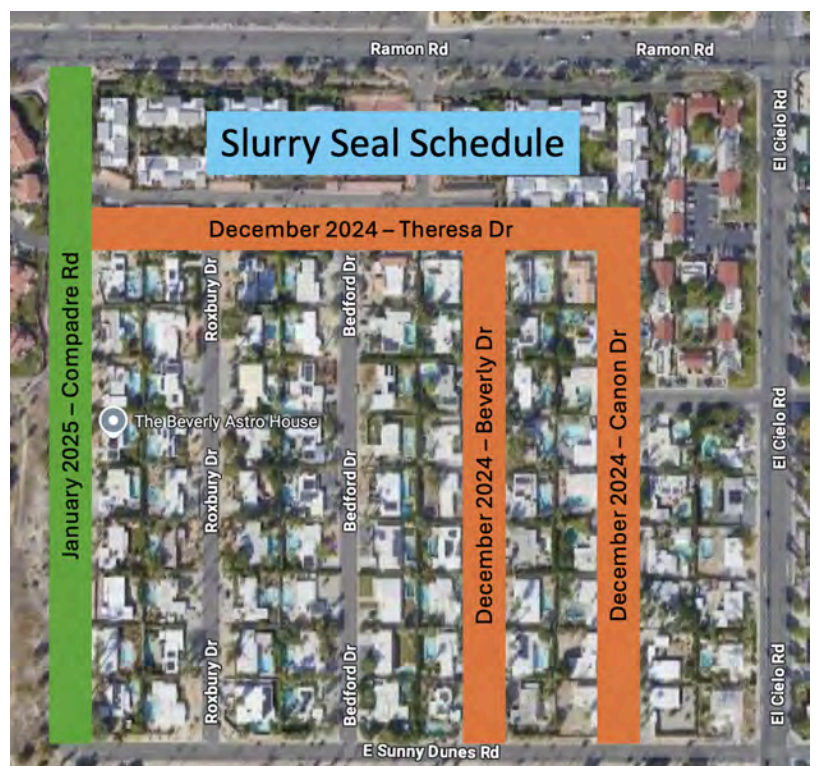 Ramon Rd
Ramon Rd
El Cielo Rd
Slurry Seal Schedule
December 2024 – Theresa Dr
Roxbury Dr
Bedford Dr
January 2025 – Compadre Rd
December 2024 – Beverly Dr
December 2024 – Canon Dr
The Beverly Astro House
El Cielo Rd
Roxbury Dr
Bedford Dr
Roxbury Dr
Bedford Dr
El Cielo Rd
E Sunny Dunes Rd